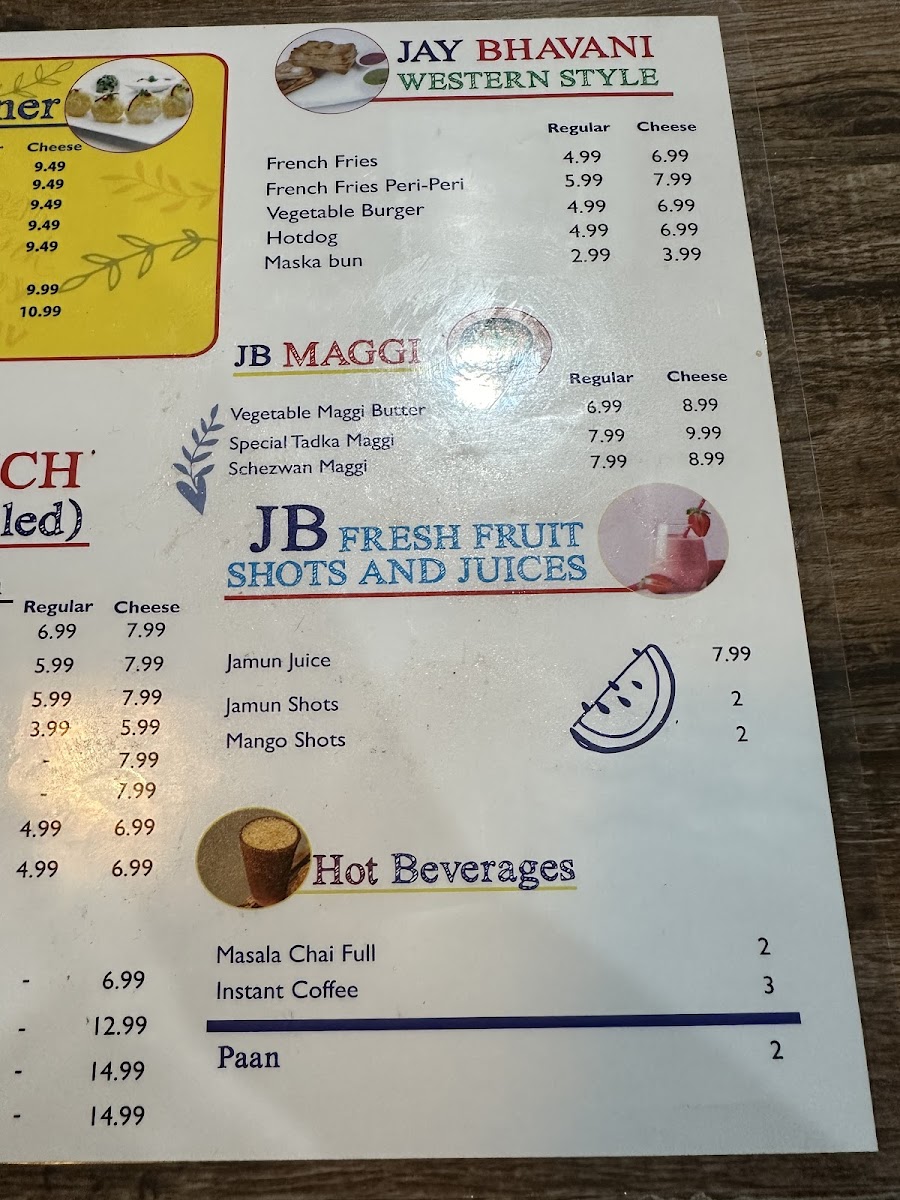 ner
Cheese
9.49
9.49
9.49
9.49
9.49
9.99
10.99
CH
led)
Regular Cheese
6.99 7.99
5.99 7.99
5.99 7.99
3.99 5.99
- 7.99
- 7.99
4.99 6.99
4.99 6.99
- 6.99
- 12.99
- 14.99
- 14.99
JAY BHAVANI
WESTERN STYLE
Regular Cheese
French Fries 4.99 6.99
French Fries Peri-Peri 5.99 7.99
Vegetable Burger 4.99 6.99
Hotdog 4.99 6.99
Maska bun 2.99 3.99
JB MAGGI
Regular Cheese
Vegetable Maggi Butter 6.99 8.99
Special Tadka Maggi 7.99 9.99
Schezwan Maggi 7.99 8.99
JB FRESH FRUIT
SHOTS AND JUICES
Jamun Juice 7.99
Jamun Shots 2
Mango Shots 2
Hot Beverages
Masala Chai Full 2
Instant Coffee 3
Paan 2